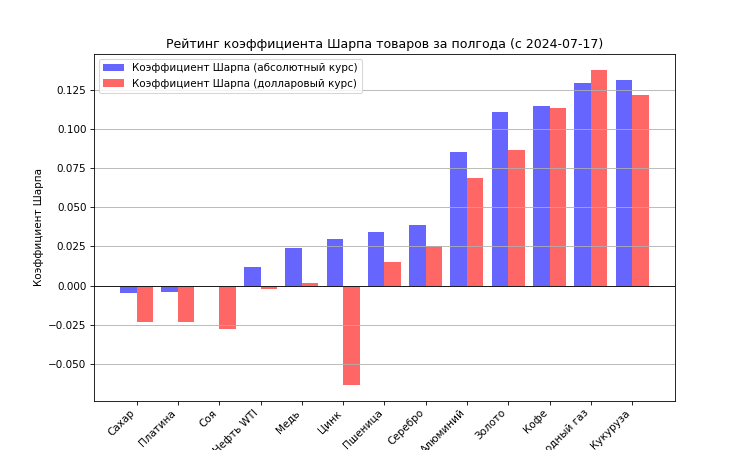 Рейтинг коэффициента Шарпа товаров за полгода (с 2024-07-17)
Коэффициент Шарпа (абсолютный курс)
Коэффициент Шарпа (долларовый курс)
Коэффициент Шарпа
0.125
0.100
0.075
0.050
0.025
0.000
−0.025
−0.050
Сахар
Платина
Соя
Нефть WTI
Медь
Цинк
Пшеница
Серебро
Алюминий
Золото
Кофе
одный газ
Кукуруза